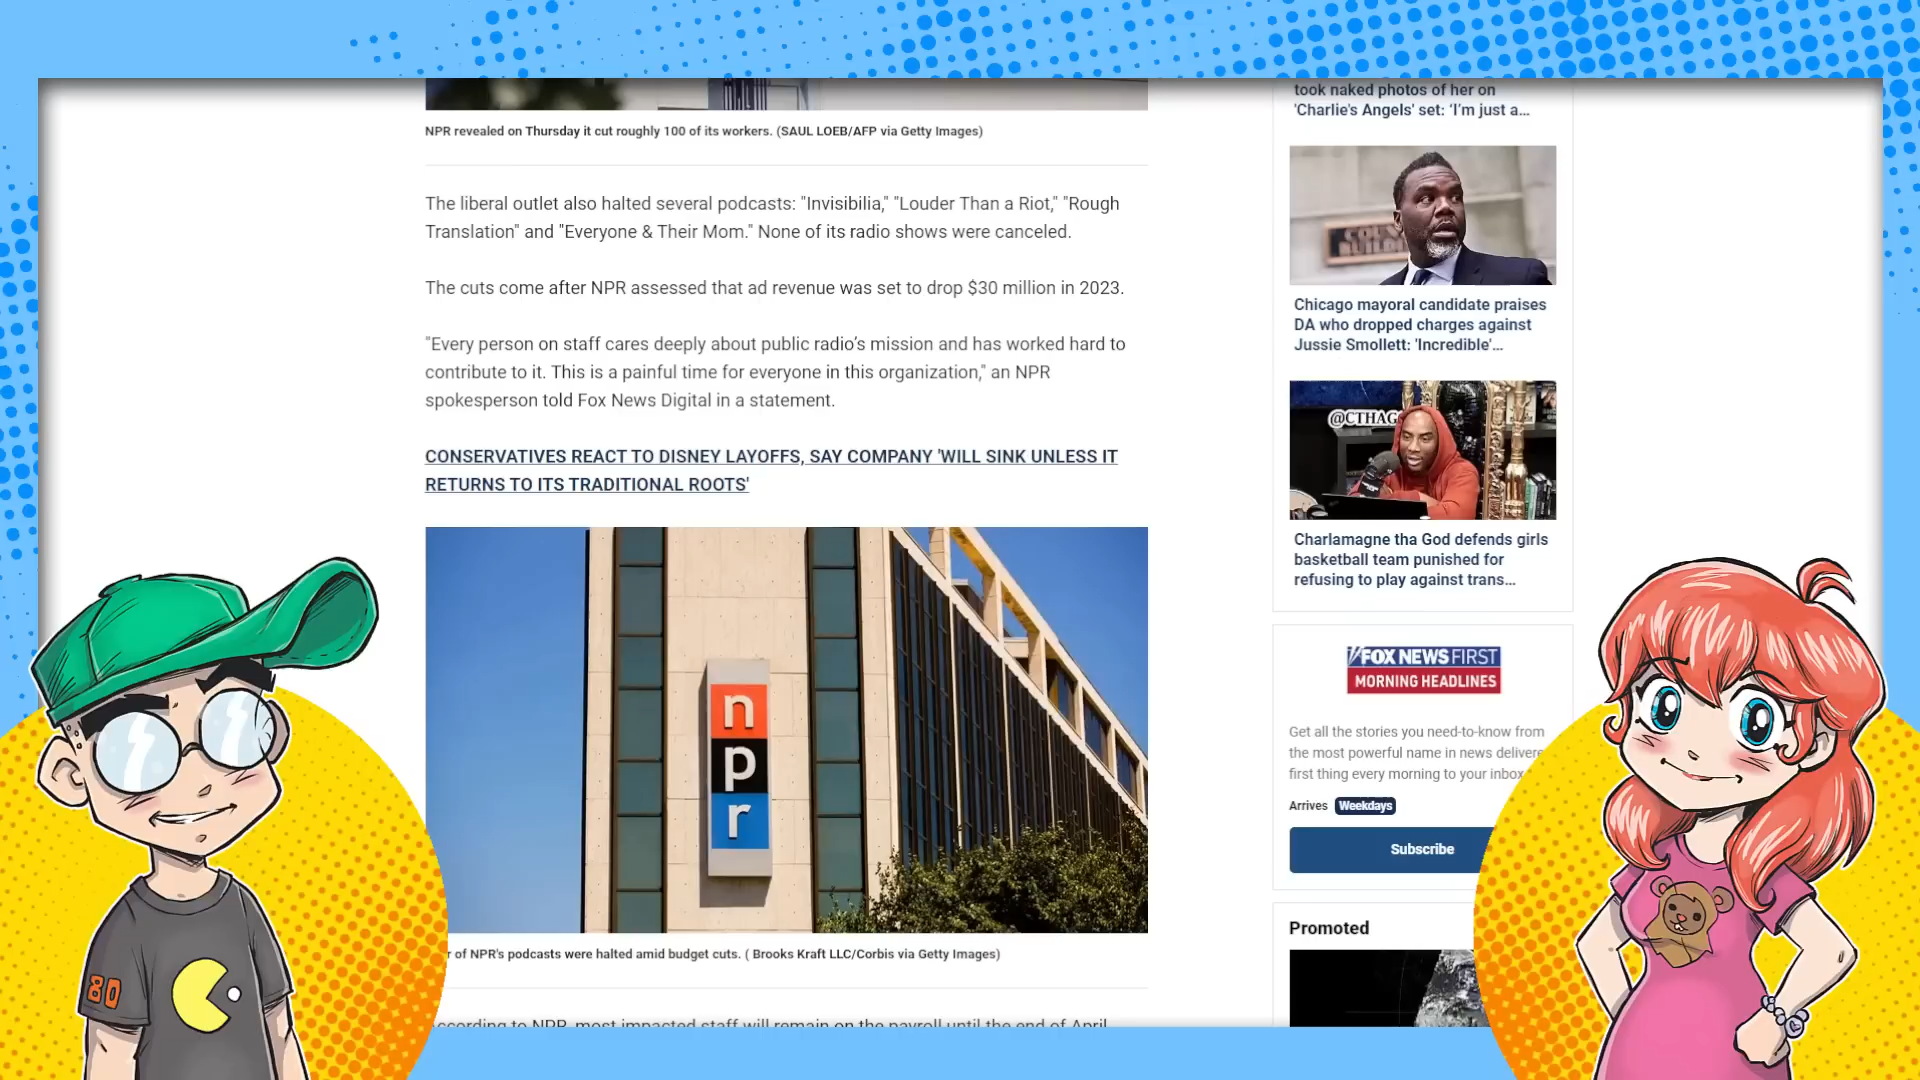 NPR revealed on Thursday it cut roughly 100 of its workers. (SAUL LOEB/AFP via Getty Images)
The liberal outlet also halted several podcasts: "Invisibilia," "Louder Than a Riot," "Rough
Translation" and "Everyone & Their Mom." None of its radio shows were canceled.
The cuts come after NPR assessed that ad revenue was set to drop $30 million in 2023.
"Every person on staff cares deeply about public radio's mission and has worked hard to
contribute to it. This is a painful time for everyone in this organization," an NPR
spokesperson told Fox News Digital in a statement.
CONSERVATIVES REACT TO DISNEY LAYOFFS, SAY COMPANY 'WILL SINK UNLESS IT
RETURNS TO ITS TRADITIONAL ROOTS'
n
p
r
r of NPR's podcasts were halted amid budget cuts. ( Brooks Kraft LLC/Corbis via Getty Images)
According to NPR, most impacted staff will remain on the payroll until the end of April
took naked photos of her on
'Charlie's Angels' set: 'I'm just a...
Chicago mayoral candidate praises
DA who dropped charges against
Jussie Smollett: 'Incredible'...
@CTHAG
Charlamagne tha God defends girls
basketball team punished for
refusing to play against trans...
FOX NEWS FIRST
MORNING HEADLINES
Get all the stories you need-to-know from
the most powerful name in news delivere
first thing every morning to your inbox
Arrives Weekdays
Subscribe
Promoted
80